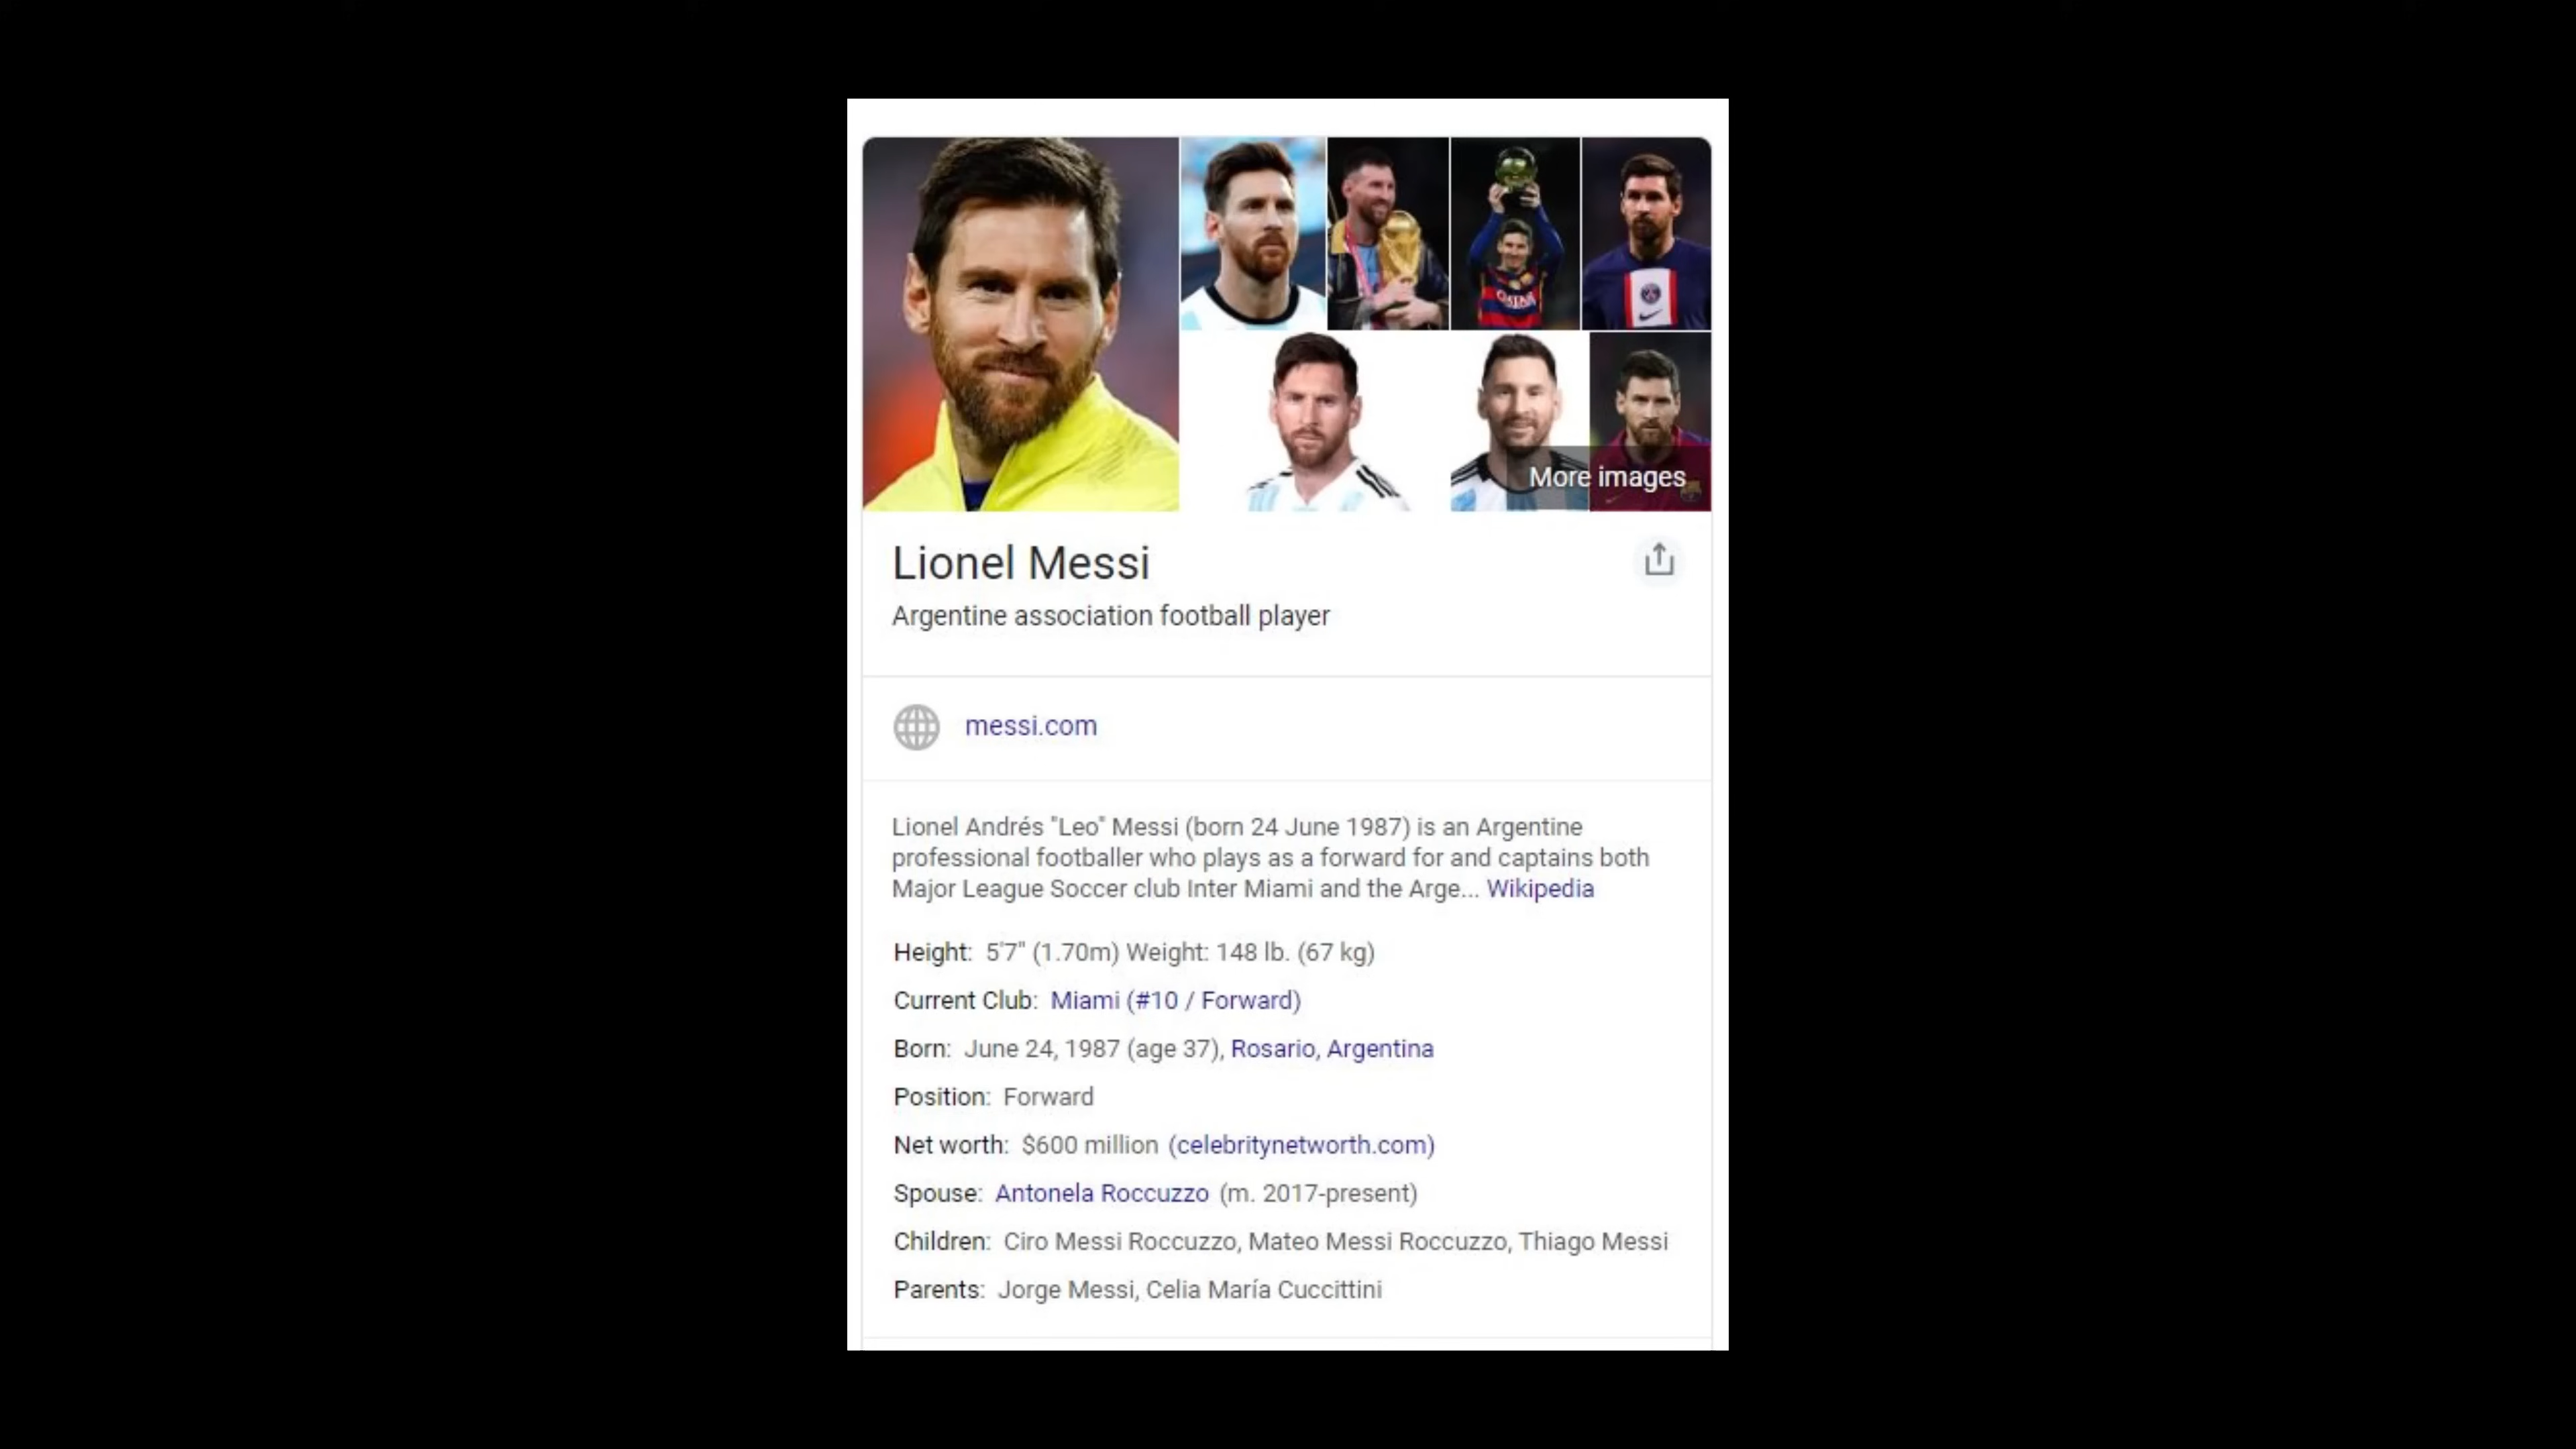 QATAR
More images
Lionel Messi
Argentine association football player
messi.com
Lionel Andrés "Leo" Messi (born 24 June 1987) is an Argentine
professional footballer who plays as a forward for and captains both
Major League Soccer club Inter Miami and the Arge... Wikipedia
Height: 5'7" (1.70m) Weight: 148 lb. (67 kg)
Current Club: Miami (#10 / Forward)
Born: June 24, 1987 (age 37), Rosario, Argentina
Position: Forward
Net worth: $600 million (celebritynetworth.com)
Spouse: Antonela Roccuzzo (m. 2017-present)
Children: Ciro Messi Roccuzzo, Mateo Messi Roccuzzo, Thiago Messi
Parents: Jorge Messi, Celia María Cuccittini